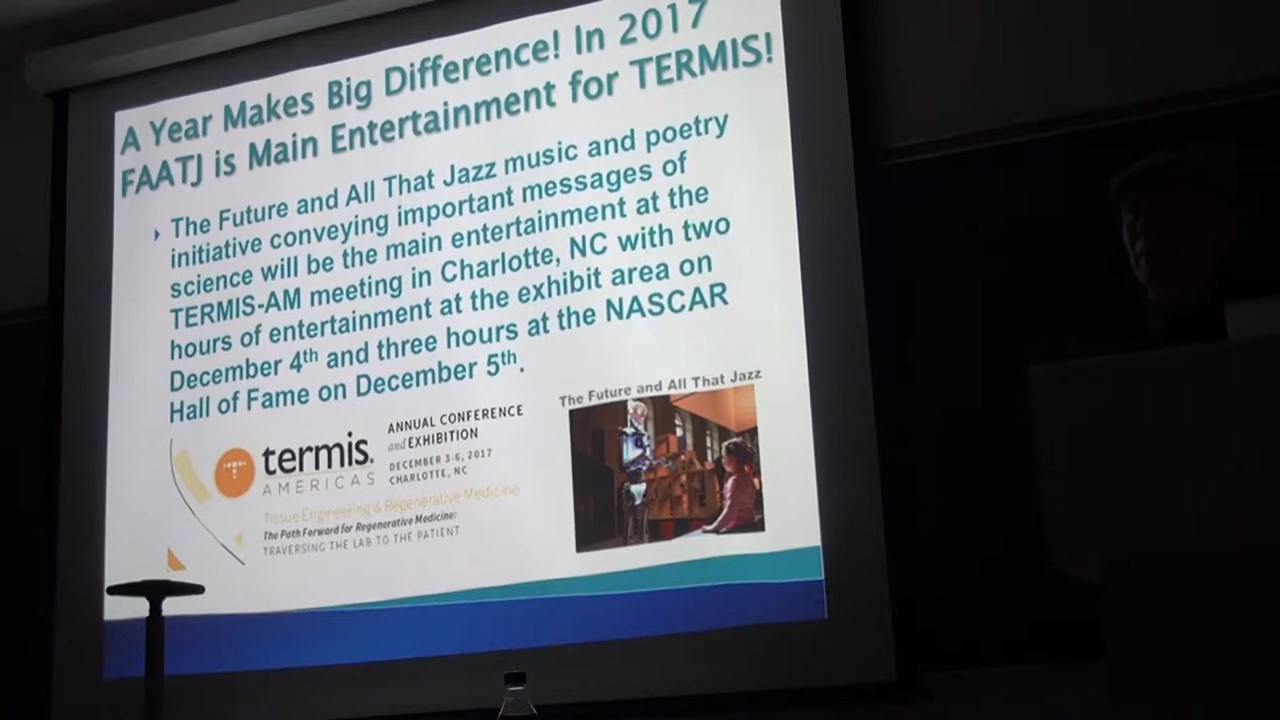 A Year Makes Big Difference! In 2017
FAATJ is Main Entertainment for TERMIS!
The Future and All That Jazz music and poetry
initiative conveying important messages of
science will be the main entertainment at the
TERMIS-AM meeting in Charlotte, NC with two
hours of entertainment at the exhibit area on
December 4th and three hours at the NASCAR
Hall of Fame on December 5th.
The Future and All That Jazz
termis.
AMERICAS
ANNUAL CONFERENCE
and EXHIBITION
DECEMBER 3-6, 2017
CHARLOTTE, NC
Tissue Engineering & Regenerative Medicine
The Path Forward for Regenerative Medicine:
TRAVERSING THE LAB TO THE PATIENT